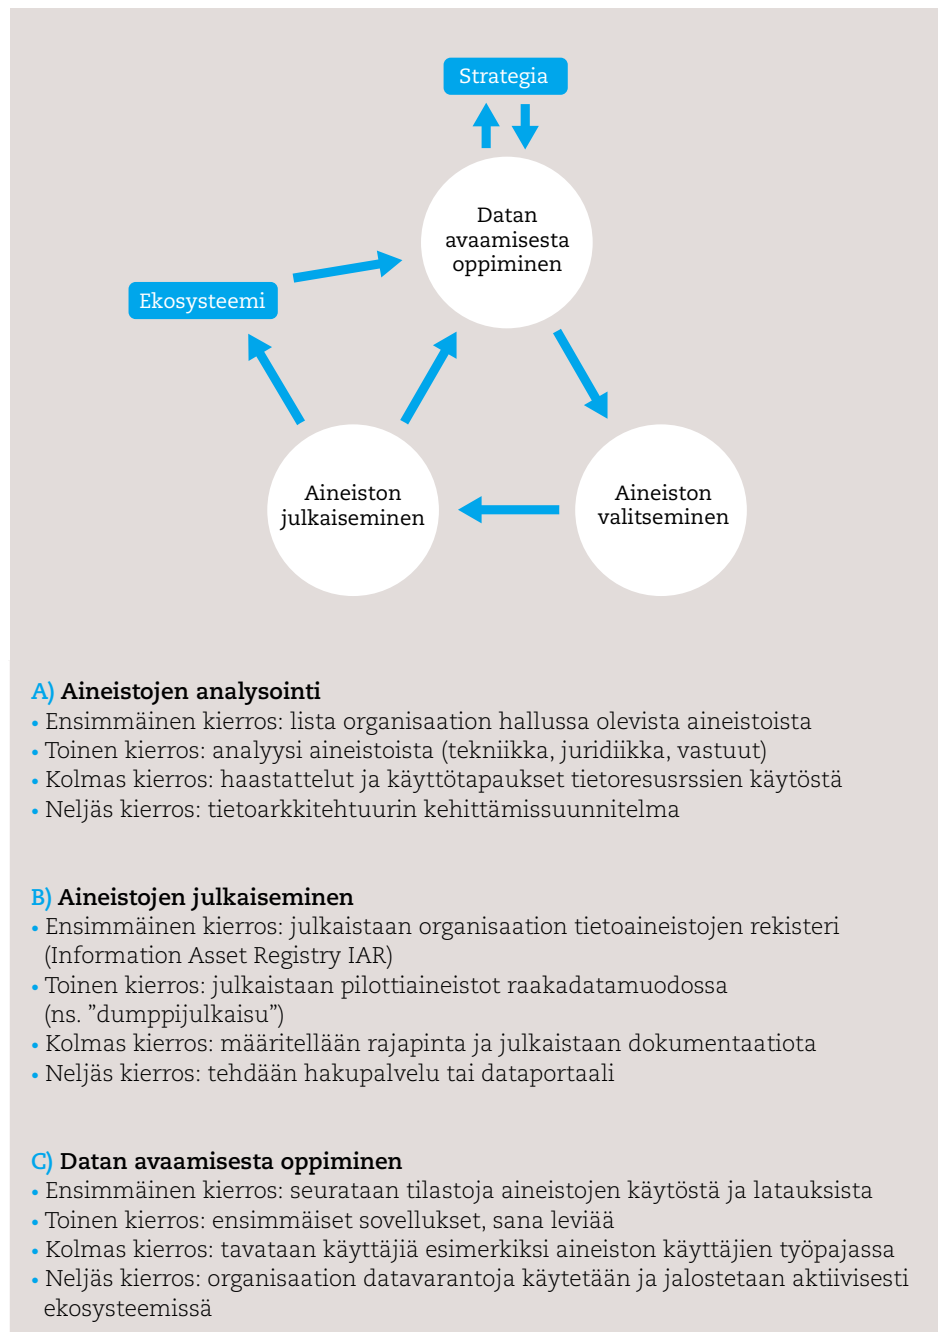 Strategia
Datan
avaamisesta
oppiminen
Ekosysteemi
Aineiston
julkaiseminen
Aineiston
valitseminen
A) Aineistojen analysointi
• Ensimmäinen kierros: lista organisaation hallussa olevista aineistoista
• Toinen kierros: analyysi aineistoista (tekniikka, juridiikka, vastuut)
• Kolmas kierros: haastattelut ja käyttötapaukset tietoresusrssien käytöstä
• Neljäs kierros: tietoarkkitehtuurin kehittämissuunnitelma
B) Aineistojen julkaiseminen
• Ensimmäinen kierros: julkaistaan organisaation tietoaineistojen rekisteri
(Information Asset Registry IAR)
• Toinen kierros: julkaistaan pilottiaineistot raakadatamuodossa
(ns. ”dumppijulkaisu”)
• Kolmas kierros: määritellään rajapinta ja julkaistaan dokumentaatiota
• Neljäs kierros: tehdään hakupalvelu tai dataportaali
C) Datan avaamisesta oppiminen
• Ensimmäinen kierros: seurataan tilastoja aineistojen käytöstä ja latauksista
• Toinen kierros: ensimmäiset sovellukset, sana leviää
• Kolmas kierros: tavataan käyttäjiä esimerkiksi aineiston käyttäjien työpajassa
• Neljäs kierros: organisaation datavarantoja käytetään ja jalostetaan aktiivisesti
ekosysteemissä